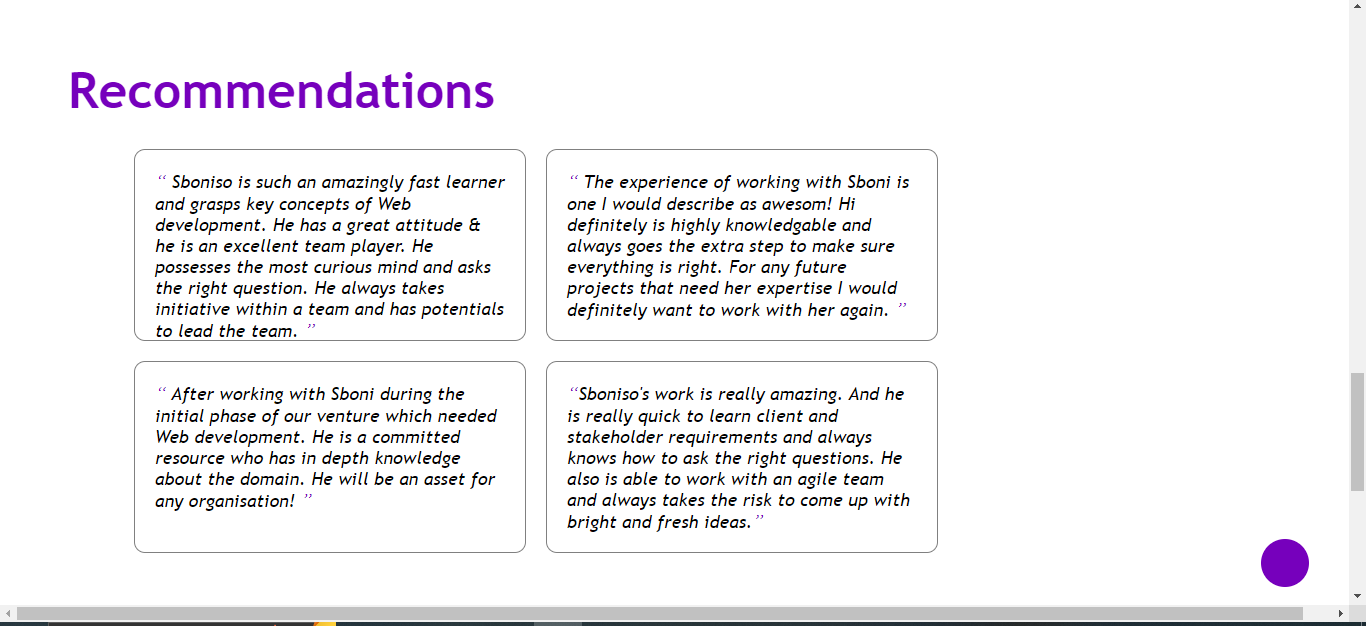 Recommendations
“ Sboniso is such an amazingly fast learner
and grasps key concepts of Web
development. He has a great attitude &
he is an excellent team player. He
possesses the most curious mind and asks
the right question. He always takes
initiative within a team and has potentials
to lead the team. ”
“ The experience of working with Sboni is
one I would describe as awesom! Hi
definitely is highly knowledgable and
always goes the extra step to make sure
everything is right. For any future
projects that need her expertise I would
definitely want to work with her again. ”
“ After working with Sboni during the
initial phase of our venture which needed
Web development. He is a committed
resource who has in depth knowledge
about the domain. He will be an asset for
any organisation! ”
“Sboniso's work is really amazing. And he
is really quick to learn client and
stakeholder requirements and always
knows how to ask the right questions. He
also is able to work with an agile team
and always takes the risk to come up with
bright and fresh ideas.”